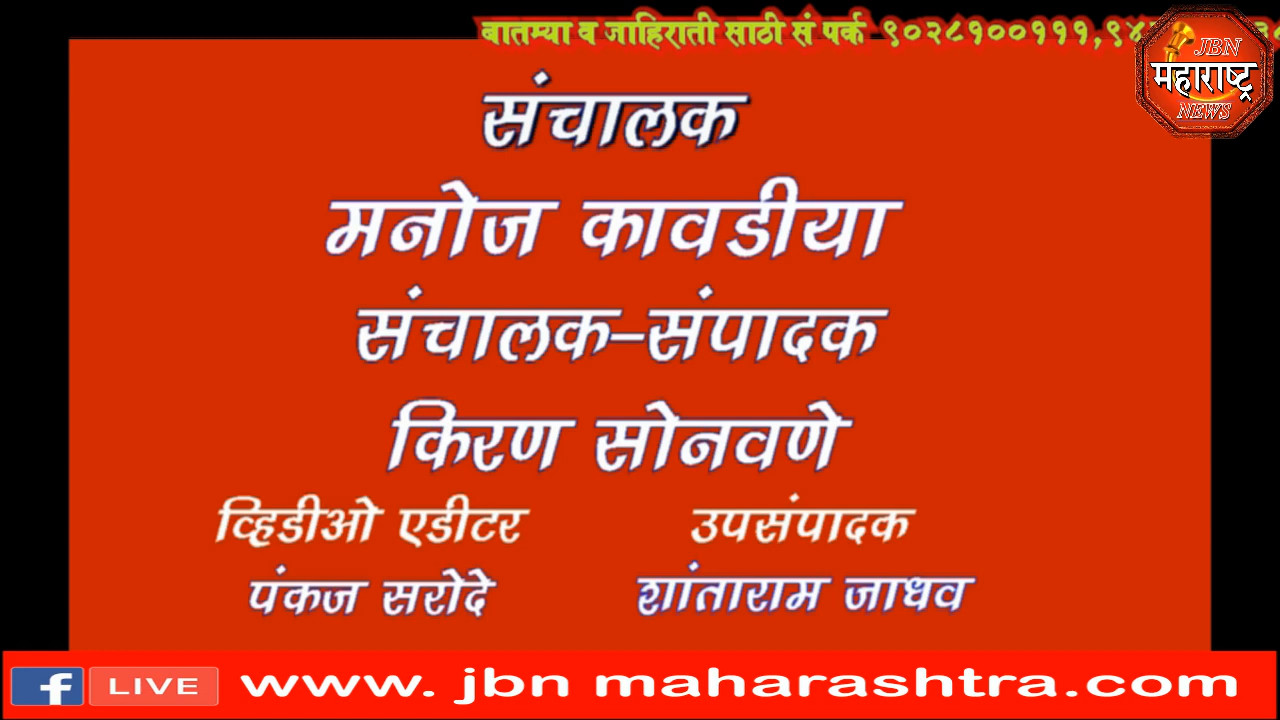 बातम्या व जाहिराती साठी सं पर्क ९०२८१००१११,९४
JBN
महाराष्ट्र
NEWS
संचालक
मनोज कावडीया
संचालक–संपादक
किरण सोनवणे
व्हिडीओ एडीटर उपसंपादक
पंकज सरोदे शांताराम जाधव
f LIVE www. jbn maharashtra.com